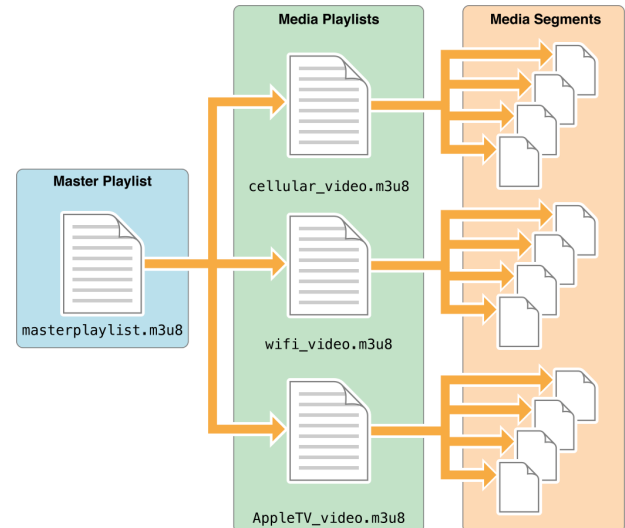 Media Playlists
Media Segments
Master Playlist
masterplaylist.m3u8
cellular_video.m3u8
wifi_video.m3u8
AppleTV_video.m3u8